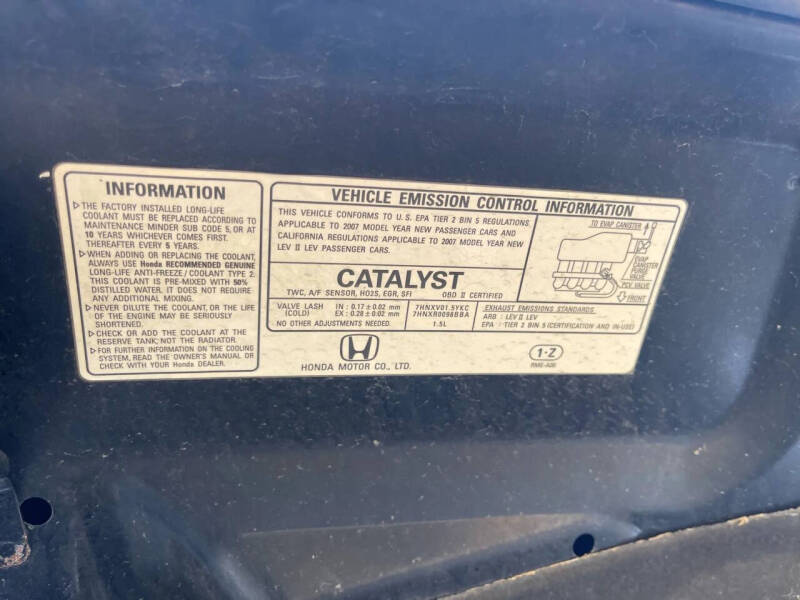 INFORMATION
▷THE FACTORY INSTALLED LONG-LIFE
COOLANT MUST BE REPLACED ACCORDING TO
MAINTENANCE MINDER SUB CODE 5, OR AT
10 YEARS WHICHEVER COMES FIRST.
THEREAFTER EVERY 5 YEARS.
▷WHEN ADDING OR REPLACING THE COOLANT,
ALWAYS USE Honda RECOMMENDED GENUINE
LONG-LIFE ANTI-FREEZE / COOLANT TYPE 2.
THIS COOLANT IS PRE-MIXED WITH 50%
DISTILLED WATER, IT DOES NOT REQUIRE
ANY ADDITIONAL MIXING.
▷NEVER DILUTE THE COOLANT, OR THE LIFE
OF THE ENGINE MAY BE SERIOUSLY
SHORTENED.
▷CHECK OR ADD THE COOLANT AT THE
RESERVE TANK, NOT THE RADIATOR.
▷FOR FURTHER INFORMATION ON THE COOLING
SYSTEM, READ THE OWNER'S MANUAL OR
CHECK WITH YOUR Honda DEALER.
VEHICLE EMISSION CONTROL INFORMATION
THIS VEHICLE CONFORMS TO U.S. EPA TIER 2 BIN 5 REGULATIONS
APPLICABLE TO 2007 MODEL YEAR NEW PASSENGER CARS AND
CALIFORNIA REGULATIONS APPLICABLE TO 2007 MODEL YEAR NEW
LEV II LEV PASSENGER CARS.
CATALYST
TWC, A/F SENSOR, HO2S, EGR, SFI OBD II CERTIFIED
TO EVAP CANISTER
EVAP
CANISTER
PURGE
VALVE
PCV VALVE
FRONT
VALVE LASH IN : 0.17 ± 0.02 mm
(COLD) EX : 0.28 ± 0.02 mm
NO OTHER ADJUSTMENTS NEEDED.
7HNXV01.5YKC
7HNXR0096BBA
1.5L
EXHAUST EMISSIONS STANDARDS
ARB : LEV II LEV
EPA : TIER 2 BIN 5 (CERTIFICATION AND IN-USE)
HONDA MOTOR CO., LTD.
1-Z
RME-A00